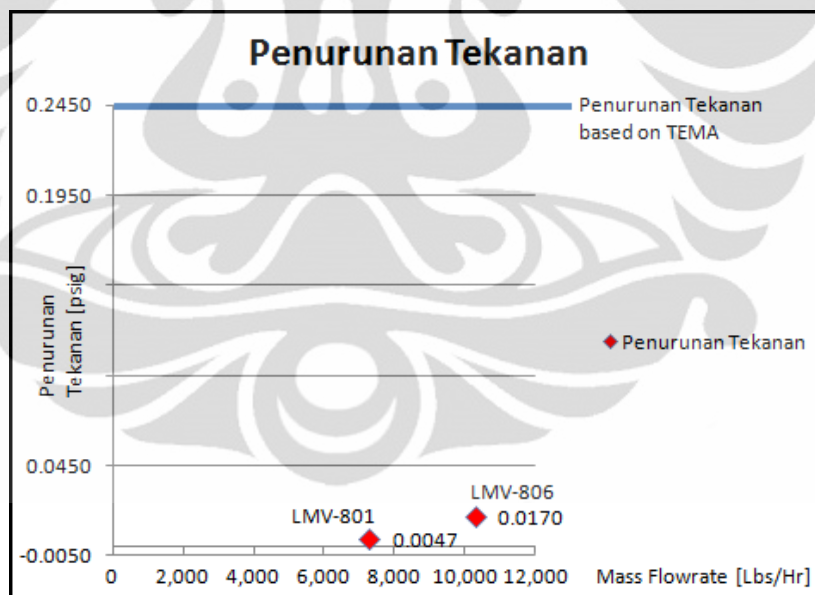 Penurunan Tekanan
0.2450
Penurunan Tekanan
based on TEMA
0.1950
Penurunan
Tekanan [psig]
Penurunan Tekanan
0.0450
LMV-806
LMV-801
0.0170
0.0047
-0.0050
0 2,000 4,000 6,000 8,000 10,000 12,000 Mass Flowrate [Lbs/Hr]